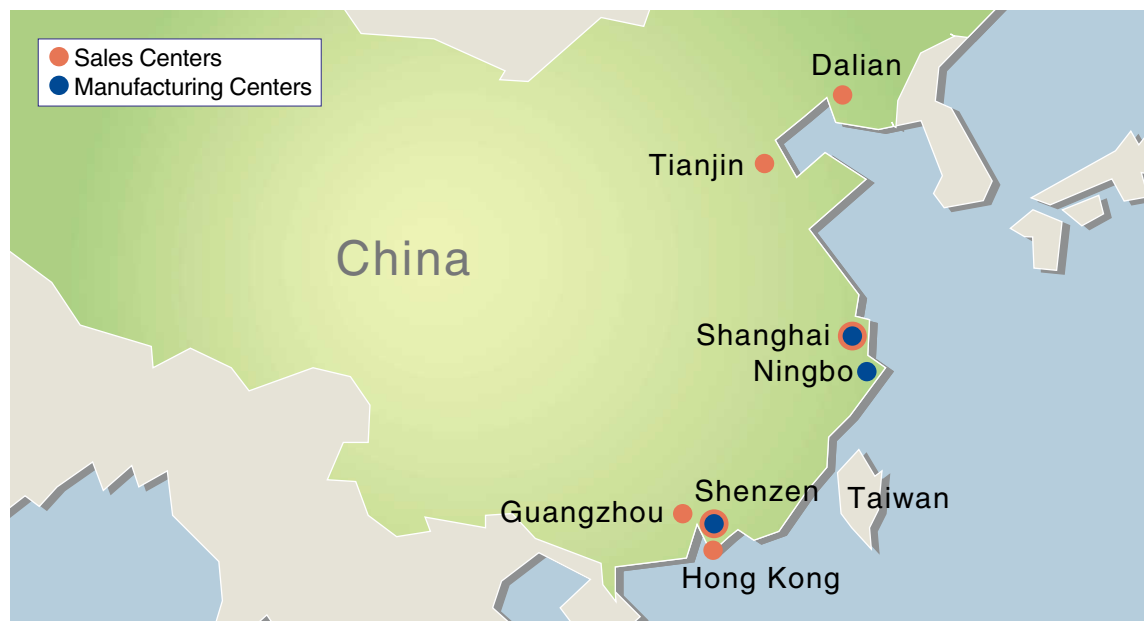 Sales Centers
Manufacturing Centers
Dalian
Tianjin
China
Shanghai
Ningbo
Shenzen
Guangzhou
Taiwan
Hong Kong